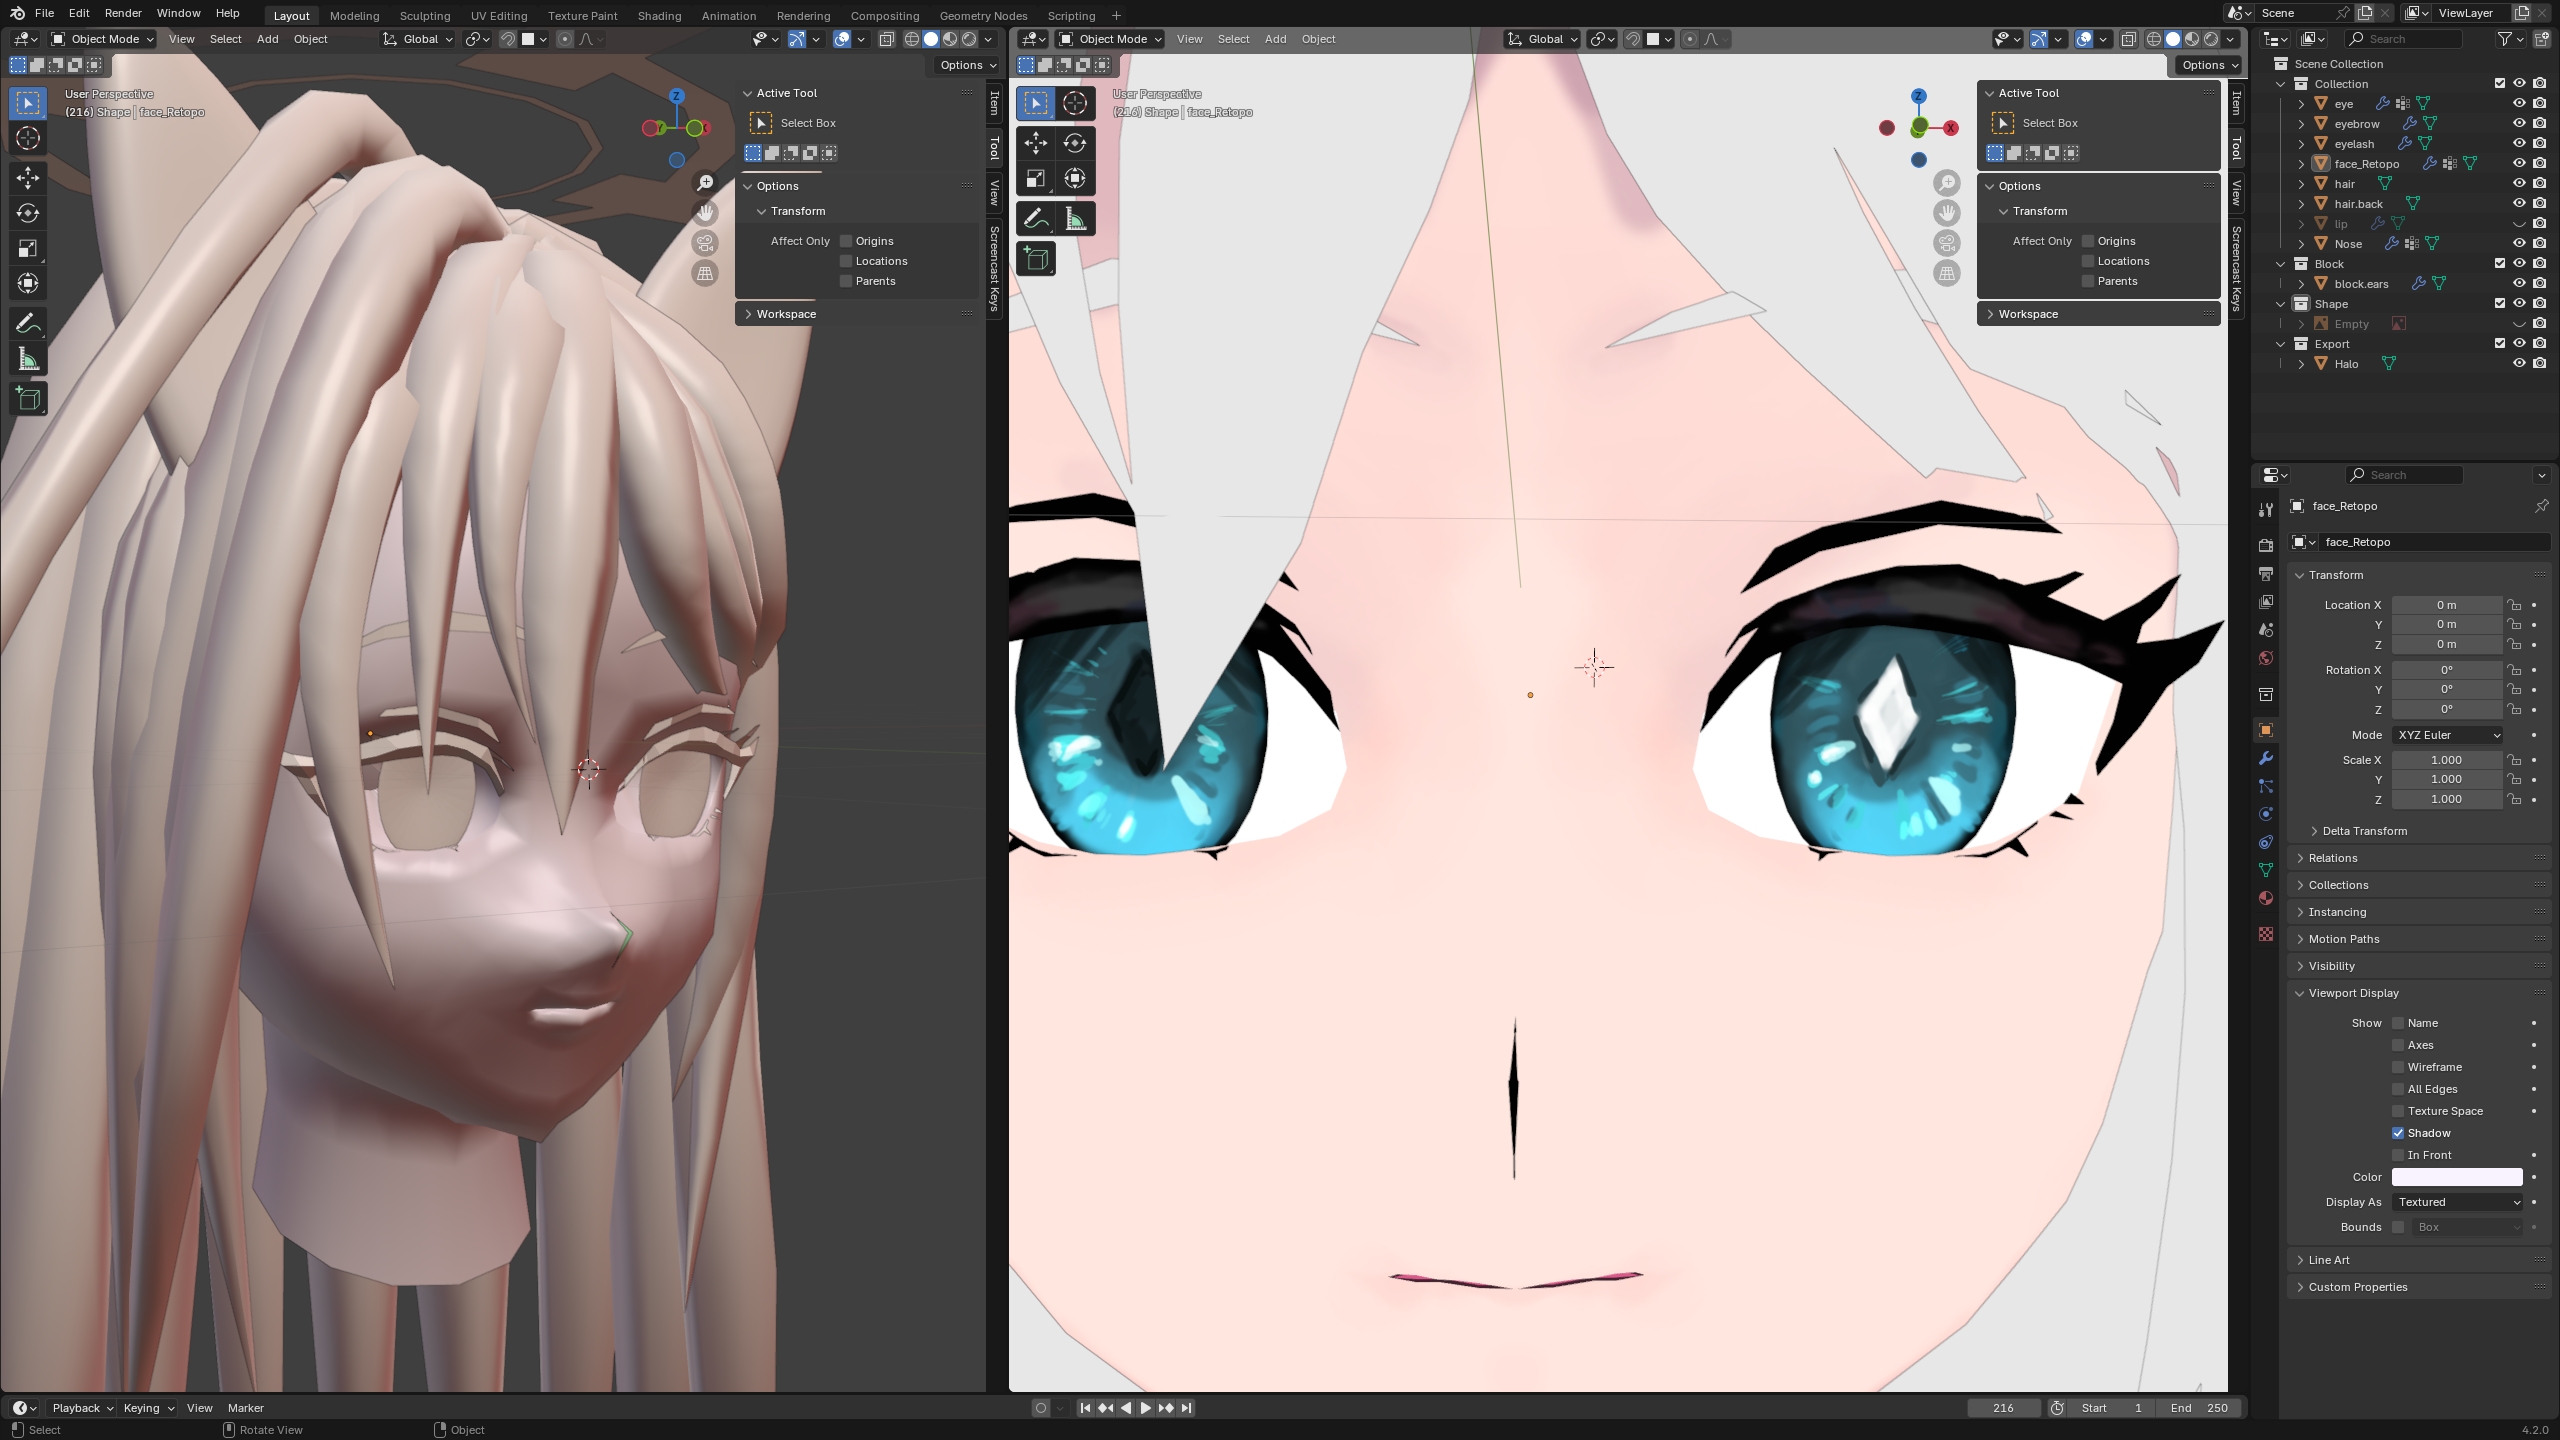 File Edit Render Window Help Layout Modeling Sculpting UV Editing Texture Paint Shading Animation Rendering Compositing Geometry Nodes Scripting + Scene ViewLayer
Object Mode View Select Add Object Global
Object Mode View Select Add Object Global
Search
Options
Options
User Perspective
(216) Shape | face_Retopo
Active Tool
Select Box
Options
Transform
Affect Only Origins
Locations
Parents
Workspace
Item
Tool
View
Screencast Keys
User Perspective
(216) Shape | face_Retopo
Active Tool
Select Box
Options
Transform
Affect Only Origins
Locations
Parents
Workspace
Item
Tool
View
Screencast Keys
Z
Z
X
Scene Collection
Collection
eye
eyebrow
eyelash
face_Retopo
hair
hair.back
lip
Nose
Block
block.ears
Shape
Empty
Export
Halo
Search
face_Retopo
face_Retopo
Transform
Location X 0 m
Y 0 m
Z 0 m
Rotation X 0°
Y 0°
Z 0°
Mode XYZ Euler
Scale X 1.000
Y 1.000
Z 1.000
Delta Transform
Relations
Collections
Instancing
Motion Paths
Visibility
Viewport Display
Show Name
Axes
Wireframe
All Edges
Texture Space
Shadow
In Front
Color
Display As Textured
Bounds Box
Line Art
Custom Properties
Playback Keying View Marker 216 Start 1 End 250
Select Rotate View Object 4.2.0